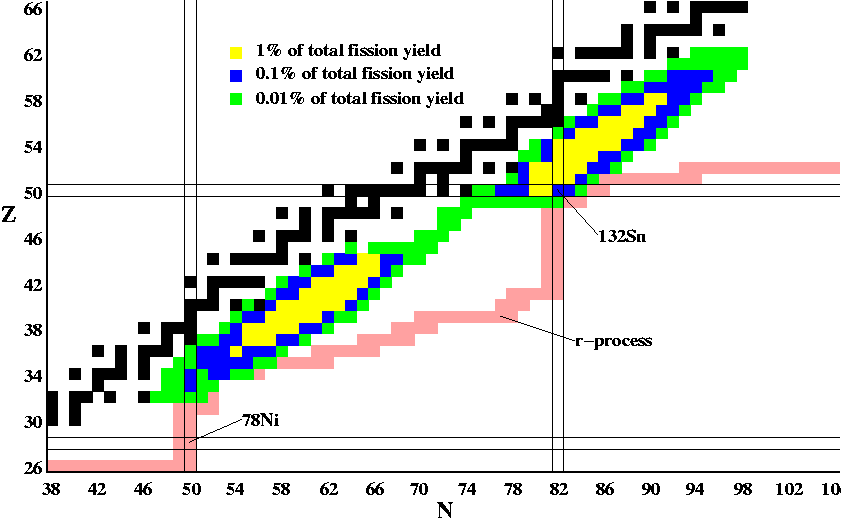 66
62
58
54
50
46
42
38
34
30
26
Z
1% of total fission yield
0.1% of total fission yield
0.01% of total fission yield
132Sn
r-process
78Ni
38 42 46 50 54 58 62 66 70 74 78 82 86 90 94 98 102
N